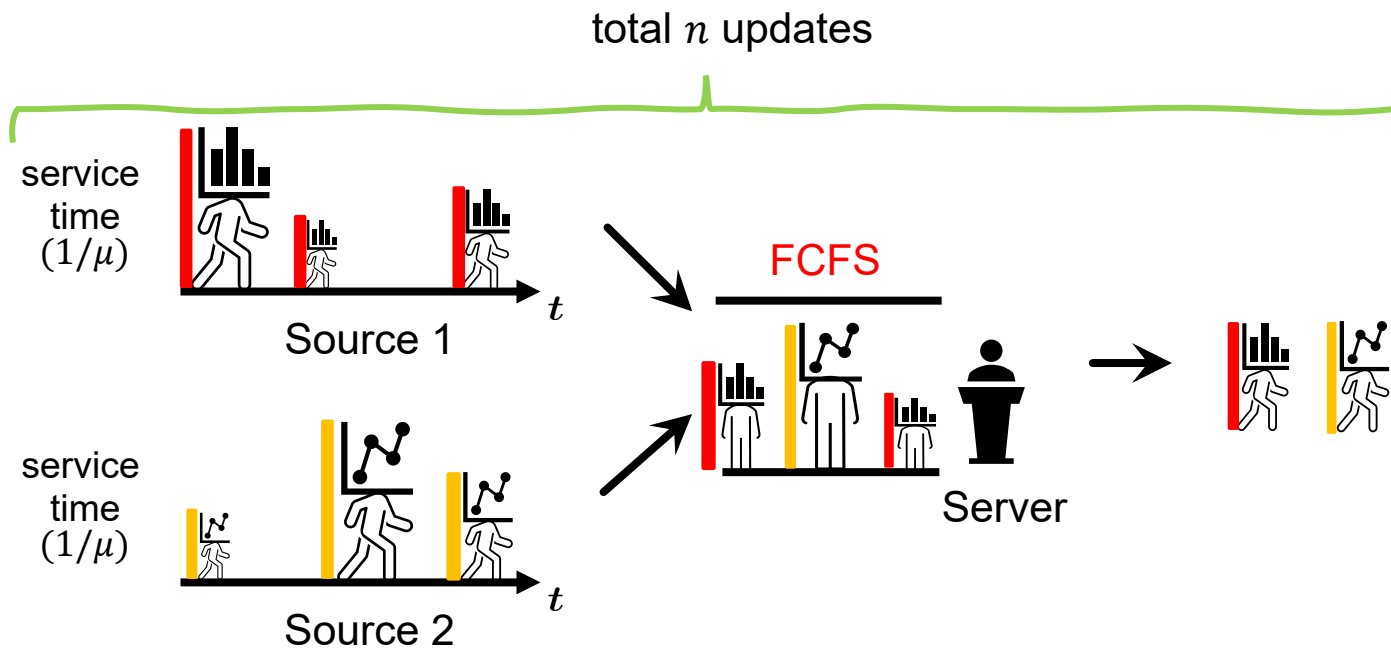 total n updates
service
time
(1/μ)
t
Source 1
FCFS
service
time
(1/μ)
t
Source 2
Server